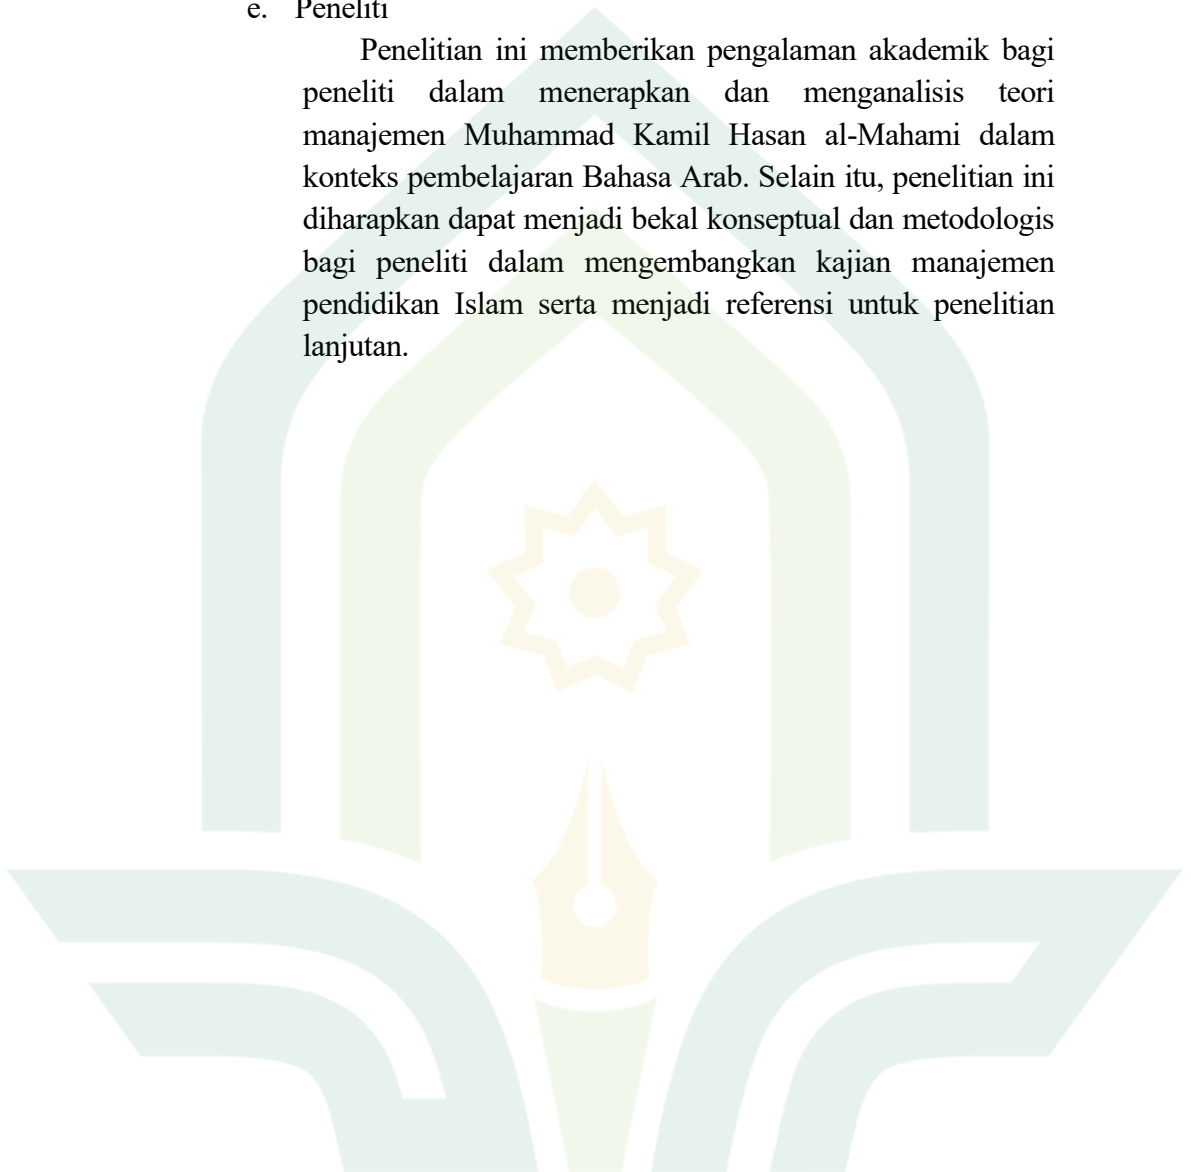 e. Peneliti
Penelitian ini memberikan pengalaman akademik bagi
peneliti dalam menerapkan dan menganalisis teori
manajemen Muhammad Kamil Hasan al-Mahami dalam
konteks pembelajaran Bahasa Arab. Selain itu, penelitian ini
diharapkan dapat menjadi bekal konseptual dan metodologis
bagi peneliti dalam mengembangkan kajian manajemen
pendidikan Islam serta menjadi referensi untuk penelitian
lanjutan.